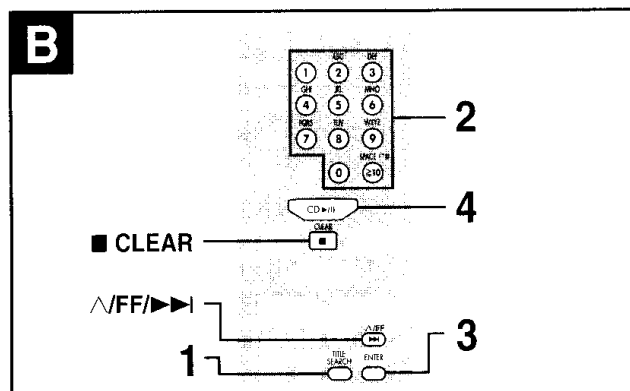 B
ABC DEF
1 2 3
GHI JKL MNO
4 5 6
PQRS TUV WXYZ
7 8 9
2
SPACE !"#
0 ≥10
CD ►/II
4
CLEAR
■ CLEAR
■
∧/FF/►►I
∧/FF
►►I
3
1
TITLE SEARCH ENTER